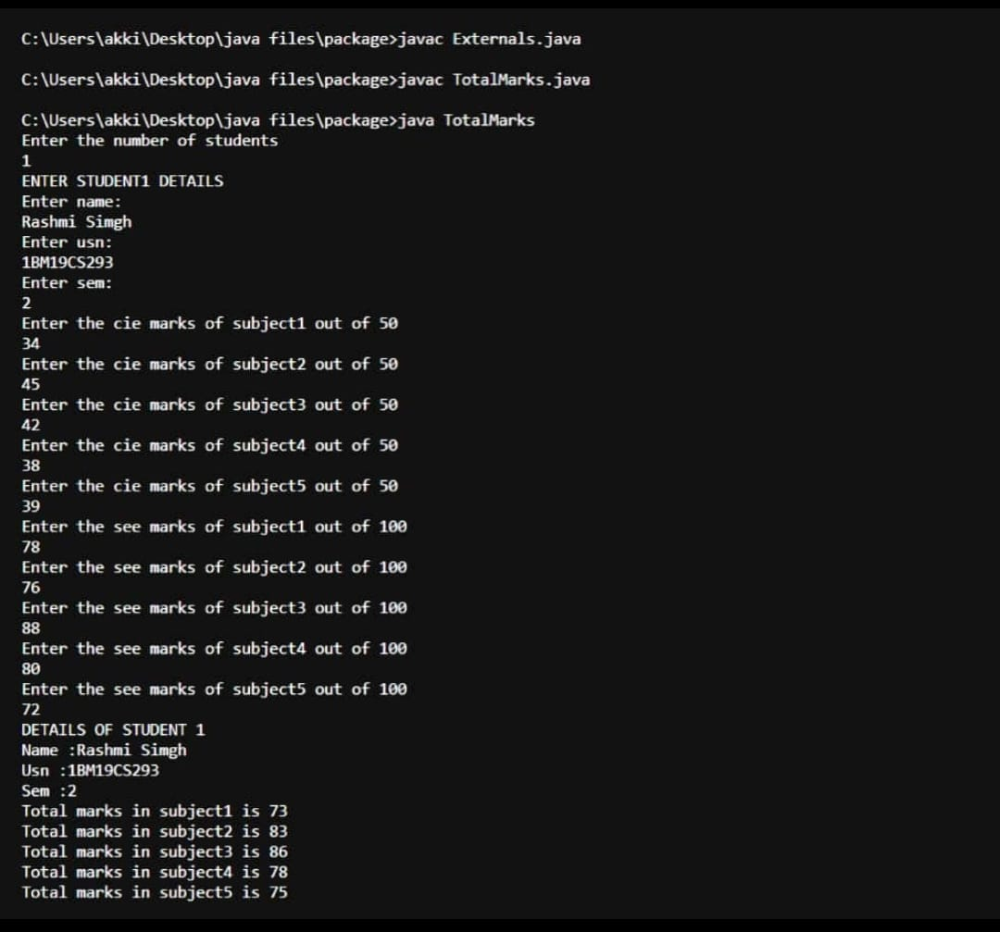 C:\Users\akki\Desktop\java files\package>javac Externals.java
C:\Users\akki\Desktop\java files\package>javac TotalMarks.java
C:\Users\akki\Desktop\java files\package>java TotalMarks
Enter the number of students
1
ENTER STUDENT1 DETAILS
Enter name:
Rashmi Simgh
Enter usn:
1BM19CS293
Enter sem:
2
Enter the cie marks of subject1 out of 50
34
Enter the cie marks of subject2 out of 50
45
Enter the cie marks of subject3 out of 50
42
Enter the cie marks of subject4 out of 50
38
Enter the cie marks of subject5 out of 50
39
Enter the see marks of subject1 out of 100
78
Enter the see marks of subject2 out of 100
76
Enter the see marks of subject3 out of 100
88
Enter the see marks of subject4 out of 100
80
Enter the see marks of subject5 out of 100
72
DETAILS OF STUDENT 1
Name :Rashmi Simgh
Usn :1BM19CS293
Sem :2
Total marks in subject1 is 73
Total marks in subject2 is 83
Total marks in subject3 is 86
Total marks in subject4 is 78
Total marks in subject5 is 75